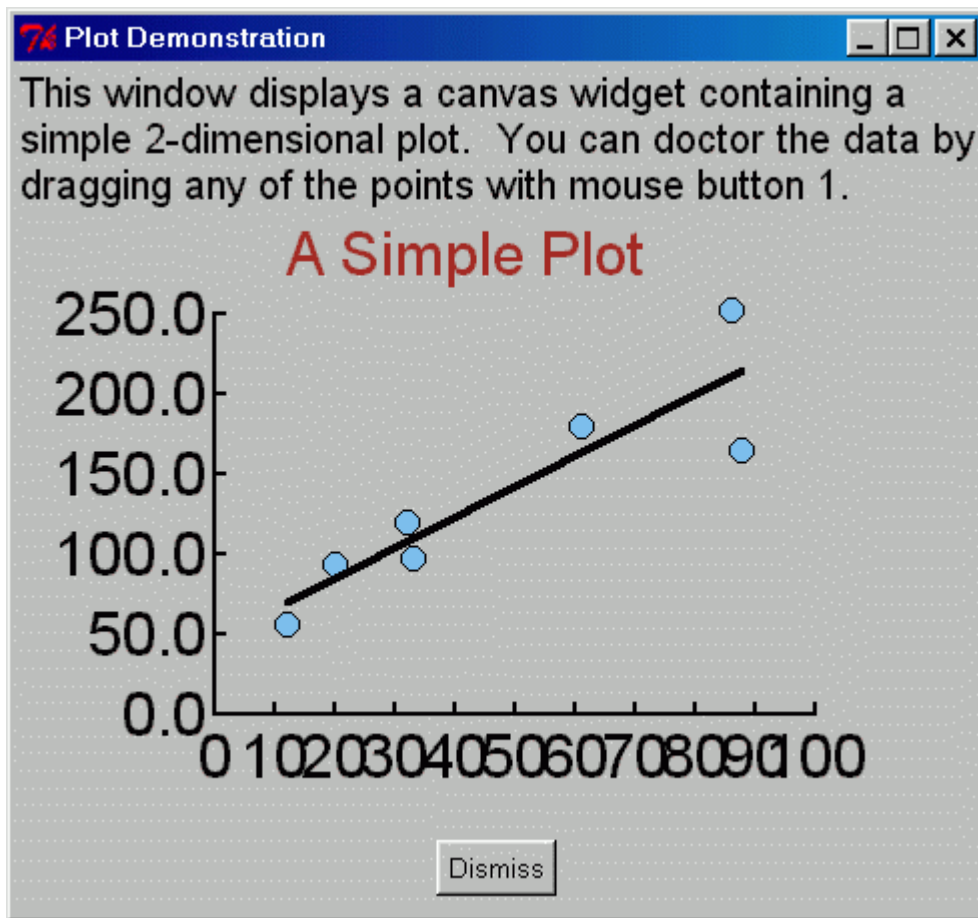 Plot Demonstration
This window displays a canvas widget containing a
simple 2-dimensional plot.  You can doctor the data by
dragging any of the points with mouse button 1.
A Simple Plot
250.0
200.0
150.0
100.0
50.0
0.0
0 10 20 30 40 50 60 70 80 90 100
Dismiss